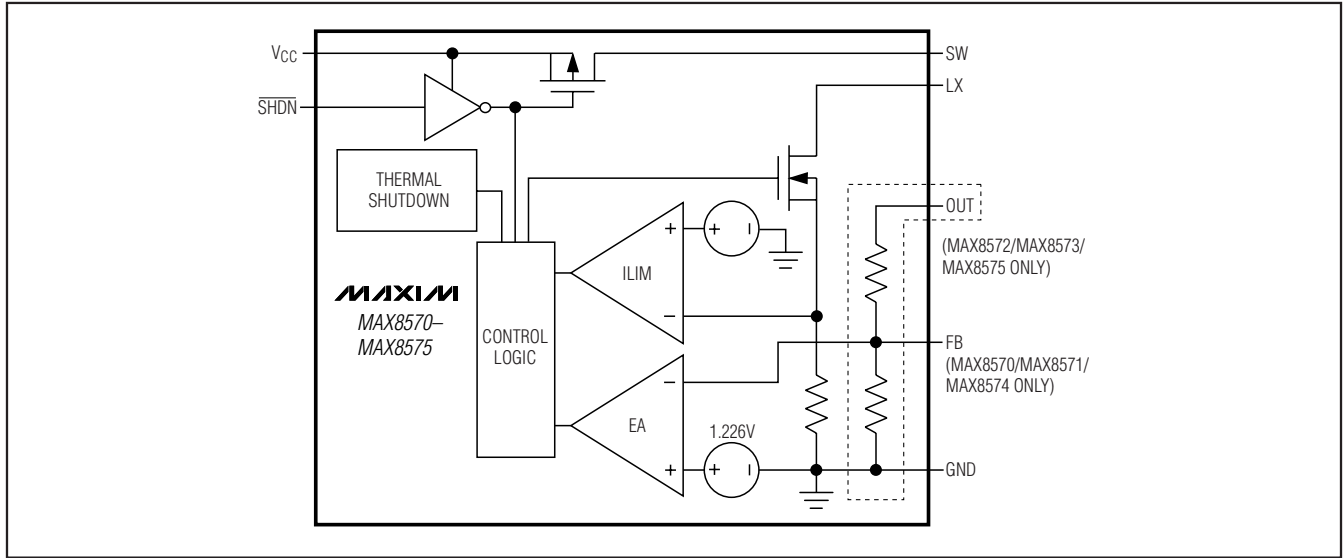 VCC
SW
LX
SHDN
THERMAL
SHUTDOWN
+
+ −
OUT
(MAX8572/MAX8573/
MAX8575 ONLY)
ILIM
MAXIM
MAX8570–
MAX8575
−
CONTROL
LOGIC
FB
(MAX8570/MAX8571/
MAX8574 ONLY)
−
EA
1.226V
+
+ −
GND